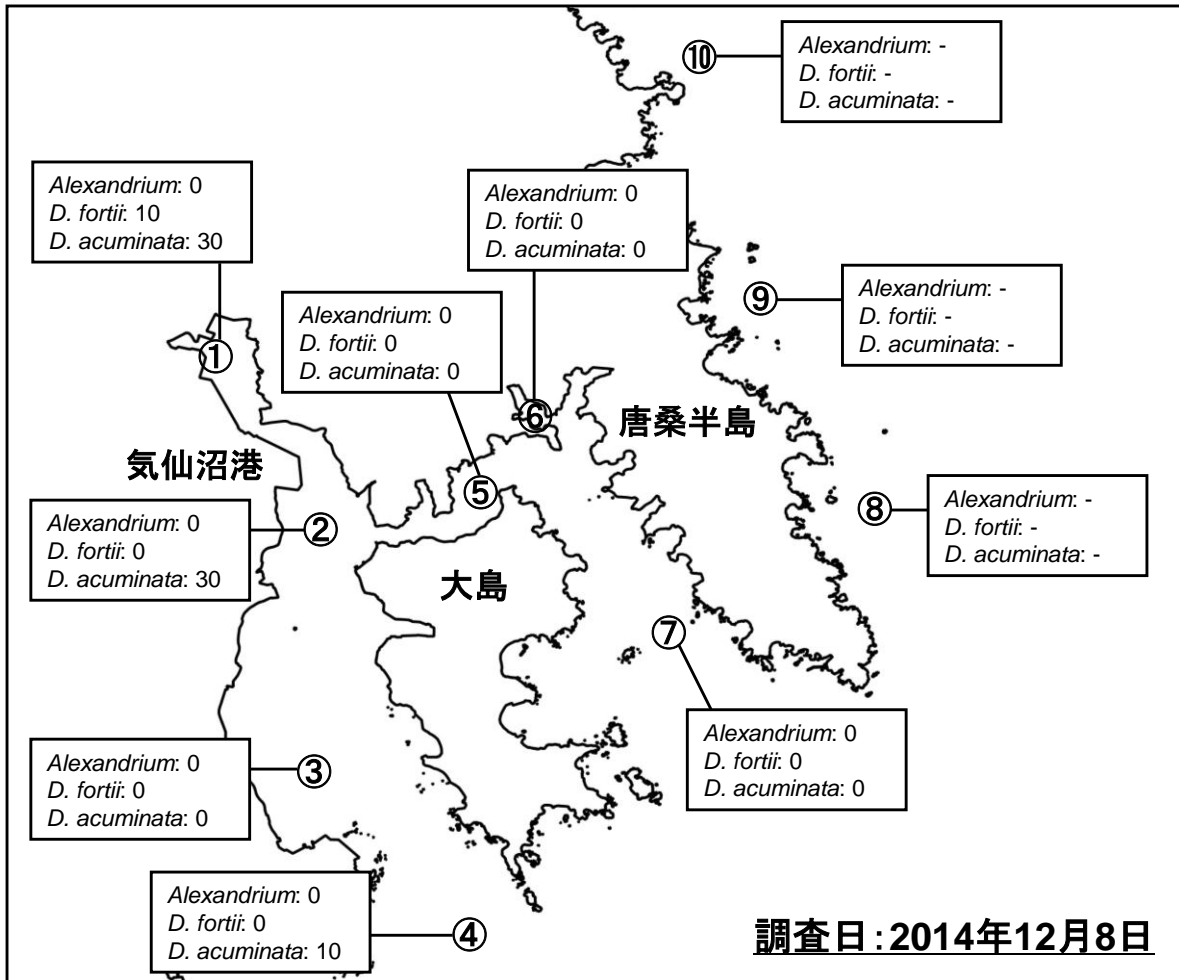 ⑩
Alexandrium: -
D. fortii: -
D. acuminata: -
Alexandrium: 0
D. fortii: 10
D. acuminata: 30
①
Alexandrium: 0
D. fortii: 0
D. acuminata: 0
⑥
⑨
Alexandrium: -
D. fortii: -
D. acuminata: -
Alexandrium: 0
D. fortii: 0
D. acuminata: 0
⑤
唐桑半島
気仙沼港
Alexandrium: 0
D. fortii: 0
D. acuminata: 30
②
⑧
Alexandrium: -
D. fortii: -
D. acuminata: -
大島
⑦
Alexandrium: 0
D. fortii: 0
D. acuminata: 0
Alexandrium: 0
D. fortii: 0
D. acuminata: 0
③
Alexandrium: 0
D. fortii: 0
D. acuminata: 10
④
調査日:2014年12月8日